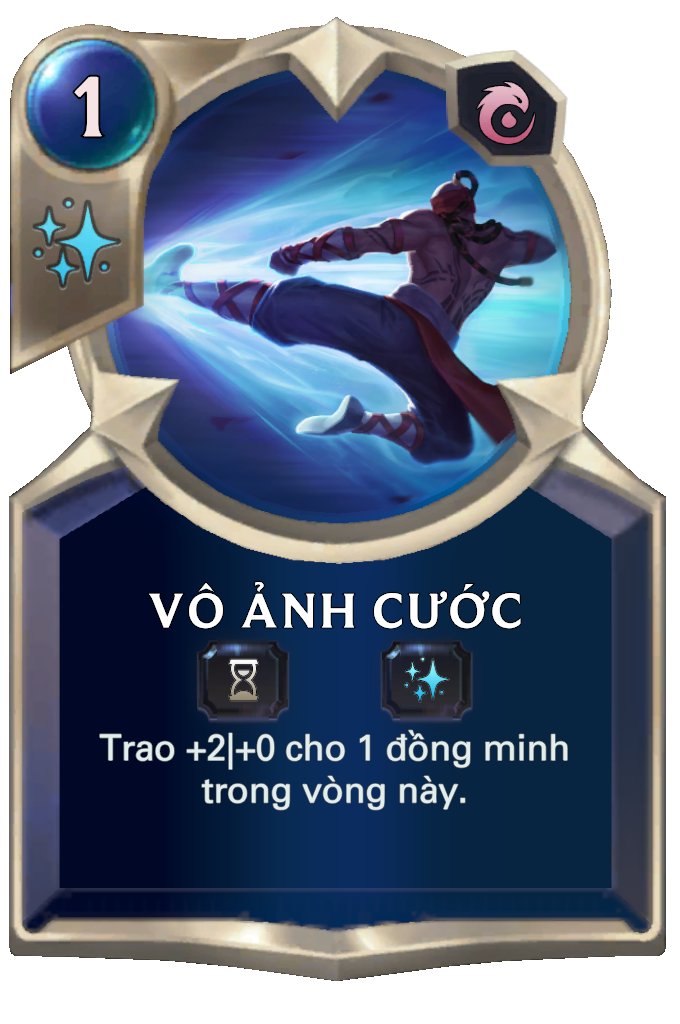 1
VÔ ẢNH CƯỚC
Trao +2|+0 cho 1 đồng minh
trong vòng này.